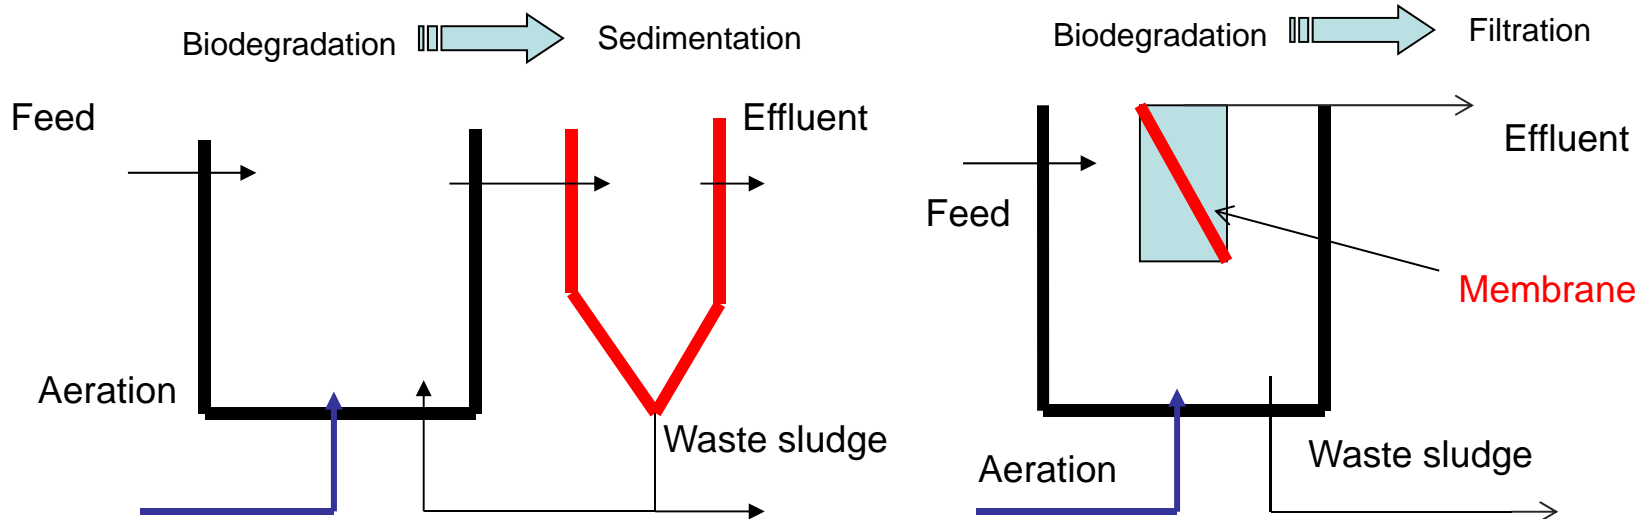 Biodegradation
Sedimentation
Feed
Effluent
Aeration
Waste sludge
Biodegradation
Filtration
Effluent
Feed
Membrane
Aeration
Waste sludge